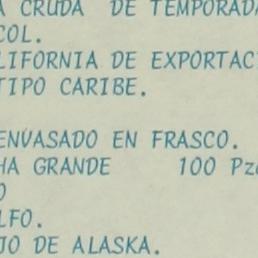 A CRUDA DE TEMPORADA
COL.
LIFORNIA DE EXPORTAC
TIPO CARIBE.
ENVASADO EN FRASCO.
HA GRANDE 100 Pz
O
LFO.
JO DE ALASKA.